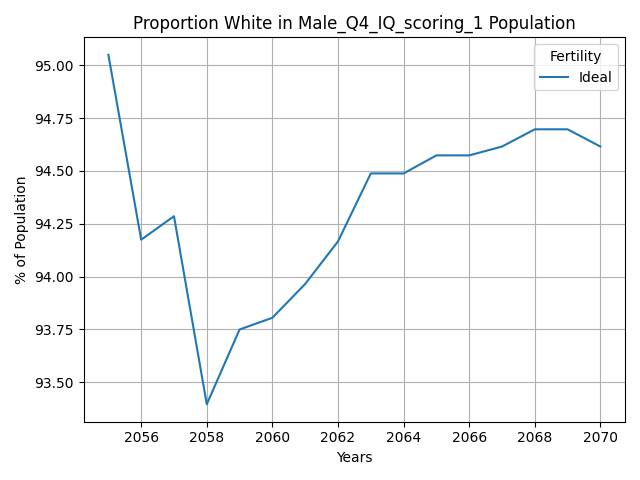 Proportion White in Male_Q4_IQ_scoring_1 Population
Fertility
Ideal
95.00
94.75
94.50
94.25
94.00
93.75
93.50
% of Population
2056 2058 2060 2062 2064 2066 2068 2070
Years